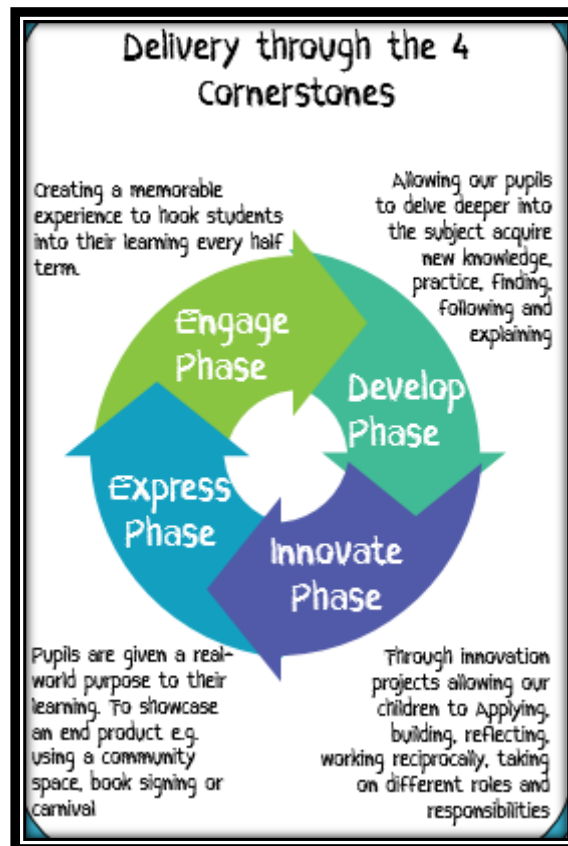 Delivery through the 4
Cornerstones
Creating a memorable
experience to hook students
into their learning every half
term.
Allowing our pupils
to delve deeper into
the subject acquire
new knowledge,
practice, finding,
following and
explaining
Engage
Phase
Develop
Phase
Express
Phase
Innovate
Phase
Pupils are given a real-
world purpose to their
learning. To showcase
an end product e.g.
using a community
space, book signing or
carnival
Through innovation
projects allowing our
children to Applying,
building, reflecting,
working reciprocally, taking
on different roles and
responsibilities